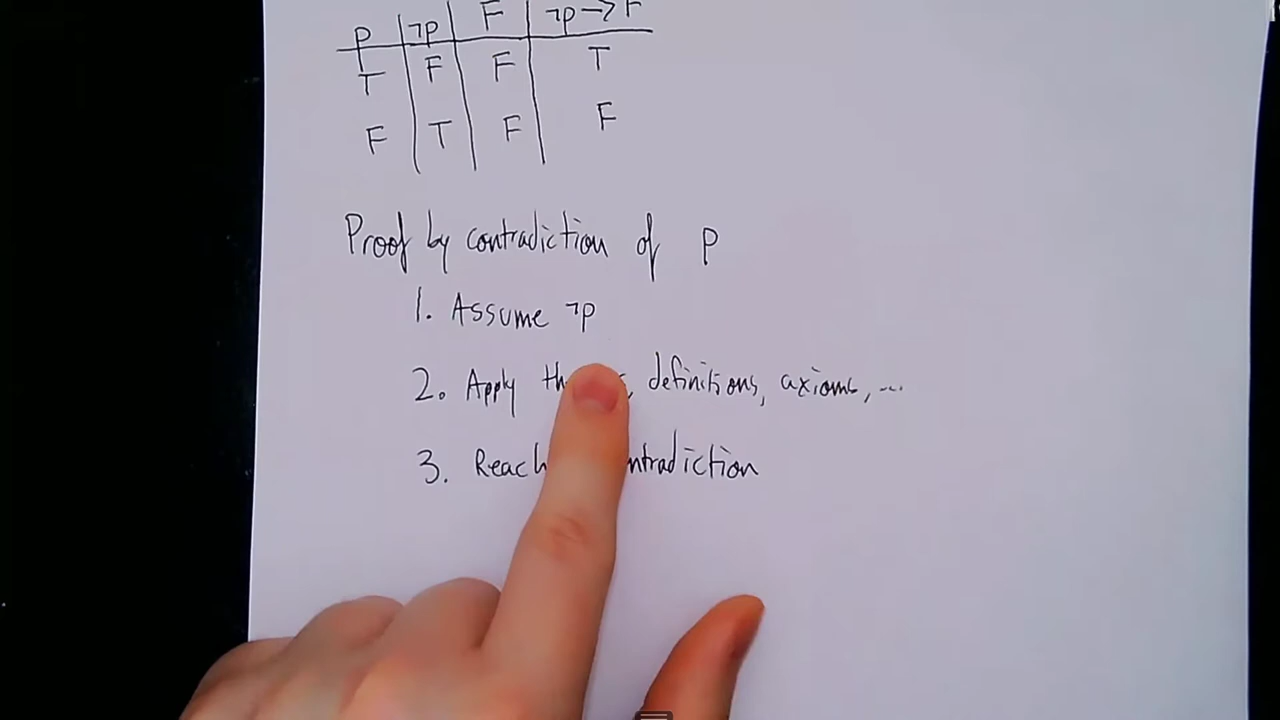 p ¬p F ¬p → F
T F F T
F T F F
Proof by contradiction of p
1. Assume ¬p
2. Apply definitions, axioms, ...
3. Reach